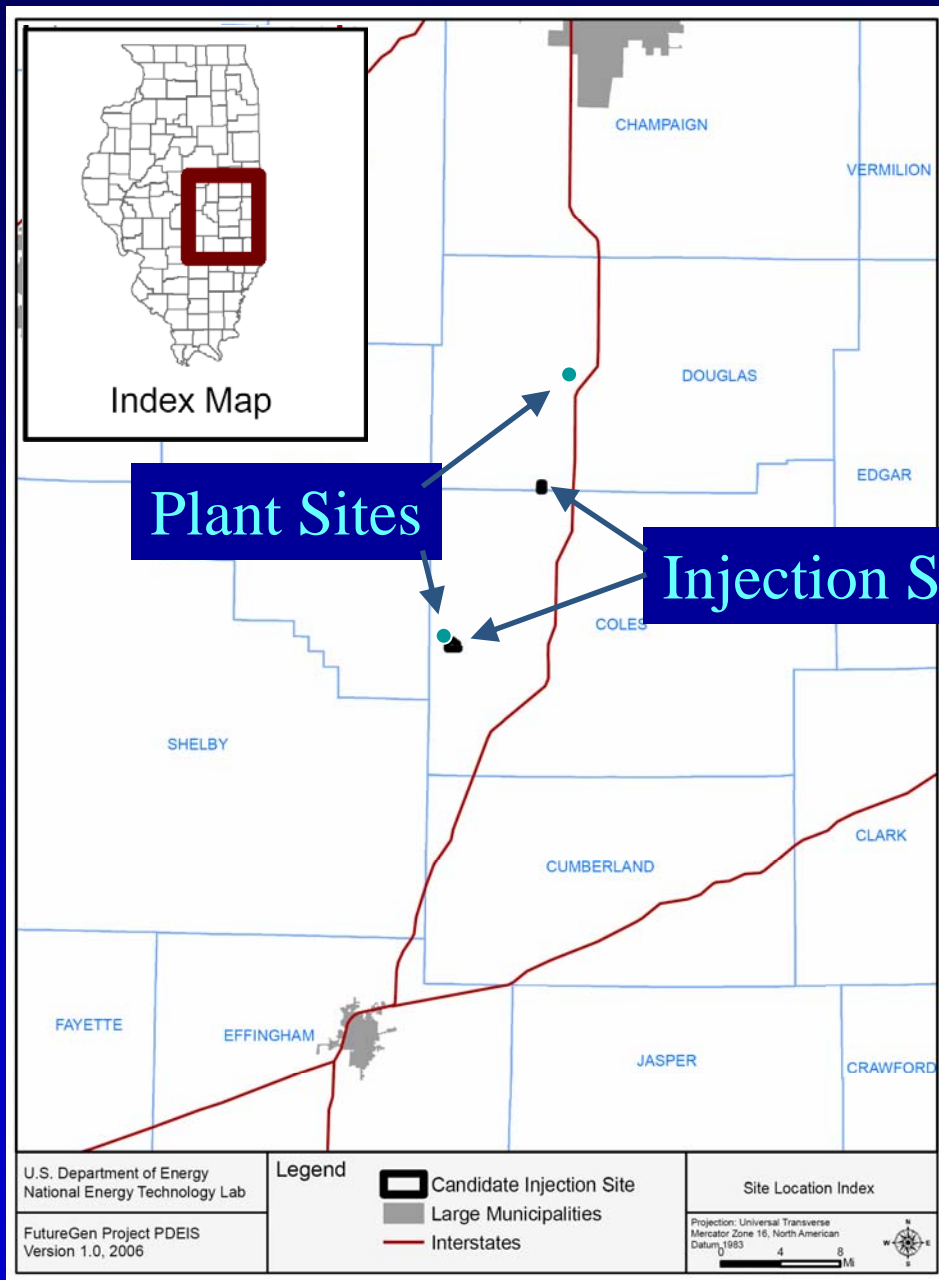 CHAMPAIGN
VERMILION
Index Map
DOUGLAS
EDGAR
Plant Sites
Injection S
COLES
SHELBY
CLARK
CUMBERLAND
FAYETTE
EFFINGHAM
JASPER
CRAWFORD
U.S. Department of Energy
National Energy Technology Lab
FutureGen Project PDEIS
Version 1.0, 2006
Legend
Candidate Injection Site
Large Municipalities
Interstates
Site Location Index
Projection: Universal Transverse
Mercator Zone 16, North American
Datum 1983
0 4 8
Mi
N
W E
S